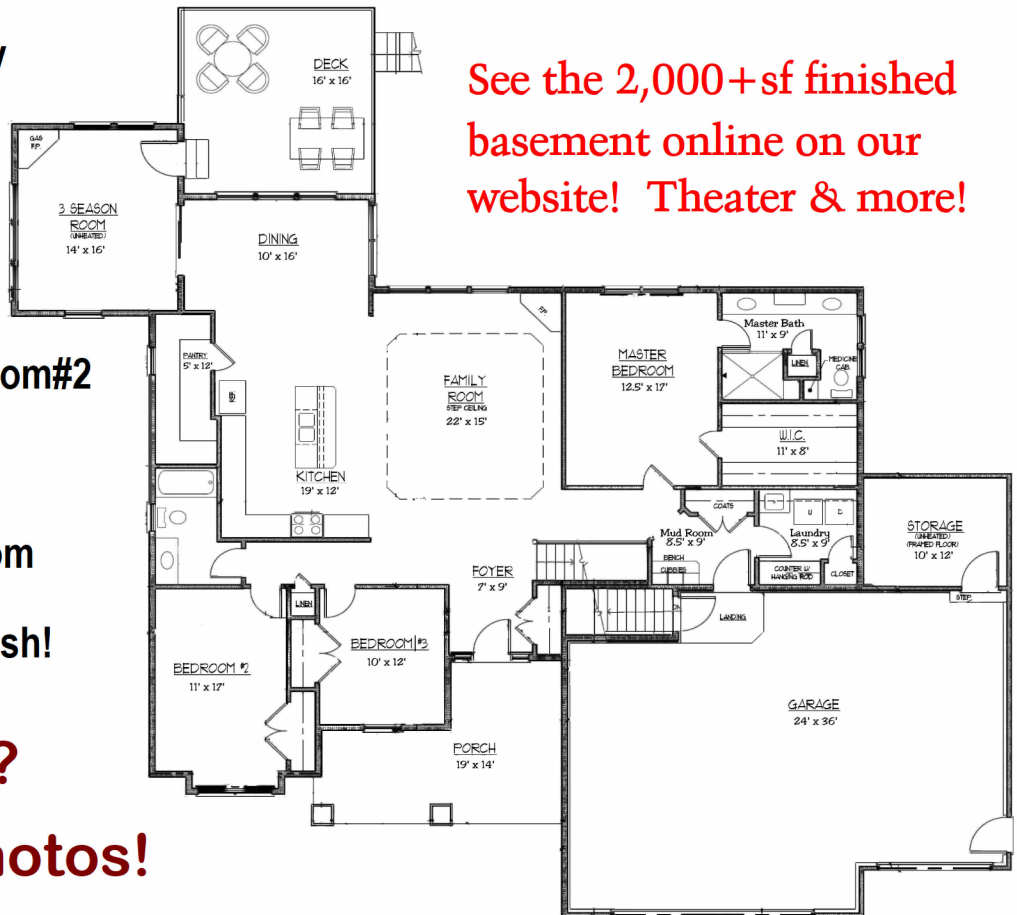 y
See the 2,000+sf finished
basement online on our
website! Theater & more!
oom#2
om
sh!
?
hotos!
DECK
16' x 16'
GAS
F.P.
3 SEASON
ROOM
(UNHEATED)
14' x 16'
DINING
10' x 16'
PANTRY
5' x 12'
REF.
KITCHEN
19' x 12'
FAMILY
ROOM
STEP CEILING
22' x 15'
F.P.
MASTER
BEDROOM
12.5' x 17'
Master Bath
11' x 9'
LINEN
MEDICINE
CAB.
W.I.C.
11' x 8'
COATS
Mud Room
8.5' x 9'
BENCH
CUBBIES
Laundry
8.5' x 9'
COUNTER W/
HANGING ROD
CLOSET
STORAGE
(UNHEATED)
(FRAMED FLOOR)
10' x 12'
STEP
FOYER
7' x 9'
LANDING
LINEN
BEDROOM #2
11' x 17'
BEDROOM #3
10' x 12'
PORCH
19' x 14'
GARAGE
24' x 36'